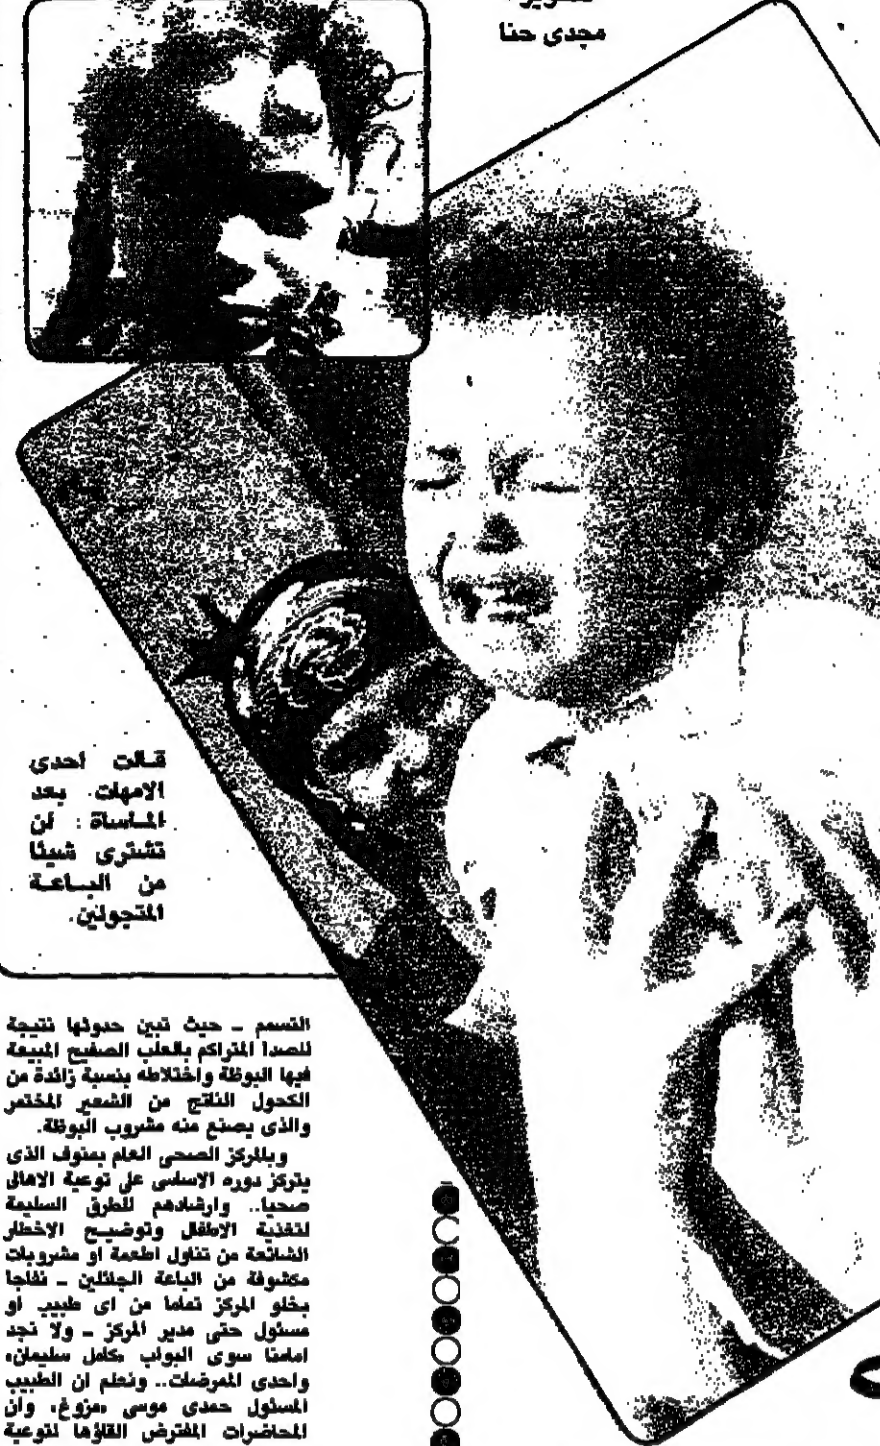 مجدى حنا
قالت احدى
الامهات. بعد
المأساة : لن
تشترى شيئا
من الباعة
المتجولين.
التسمم - حيث تبين حدوثها نتيجة
للصدا المتراكم بالعلب الصفيح المبيعة
فيها البوظة واختلاطه بنسبة زائدة من
الكحول الناتج من الشعير المختمر
والذى يصنع منه مشروب البوظة.
وبالمركز الصحى العام بمنوف الذى
يتركز دوره الاساسى على توعية الاهالى
صحيا.. وارشادهم للطرق السليمة
لتغذية الاطفال وتوضيح الاخطار
الشائعة من تناول اطعمة او مشروبات
مكشوفة من الباعة الجائلين - نفاجا
بخلو المركز تماما من اى طبيب او
مسئول حتى مدير المركز - ولا نجد
امامنا سوى البواب «كامل سليمان»
واحدى الممرضات.. ونعلم ان الطبيب
المسئول حمدى موسى «مزوغ» وان
المحاضرات المفترض القاؤها لتوعية